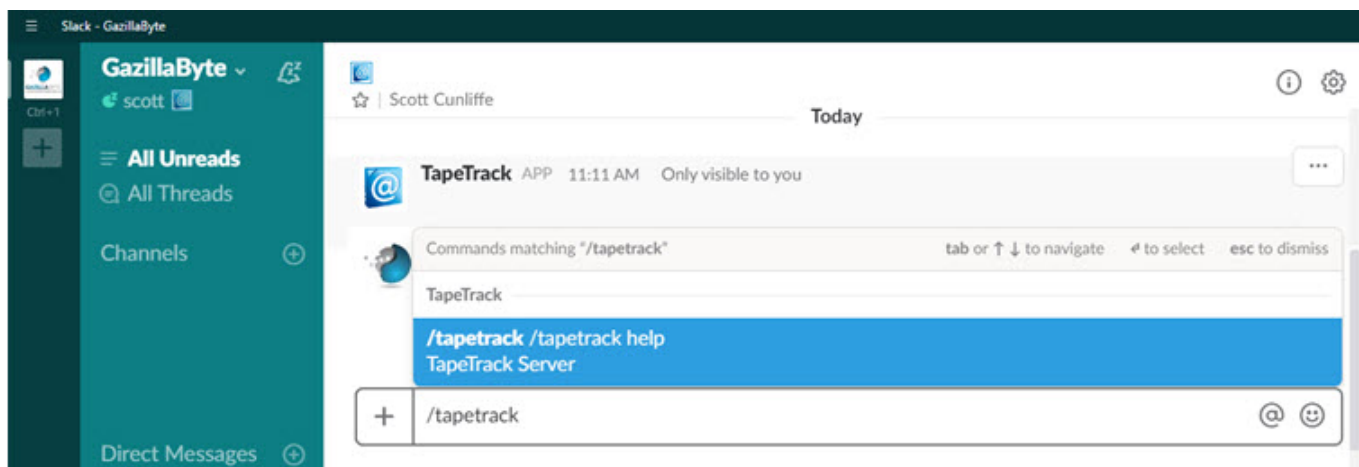 Slack - GazillaByte
GazillaByte
scott
Ctrl+1
All Unreads
All Threads
Channels
Direct Messages
Scott Cunliffe
Today
TapeTrack APP 11:11 AM Only visible to you
Commands matching "/tapetrack" tab or ↑ ↓ to navigate ↵ to select esc to dismiss
TapeTrack
/tapetrack /tapetrack help
TapeTrack Server
/tapetrack